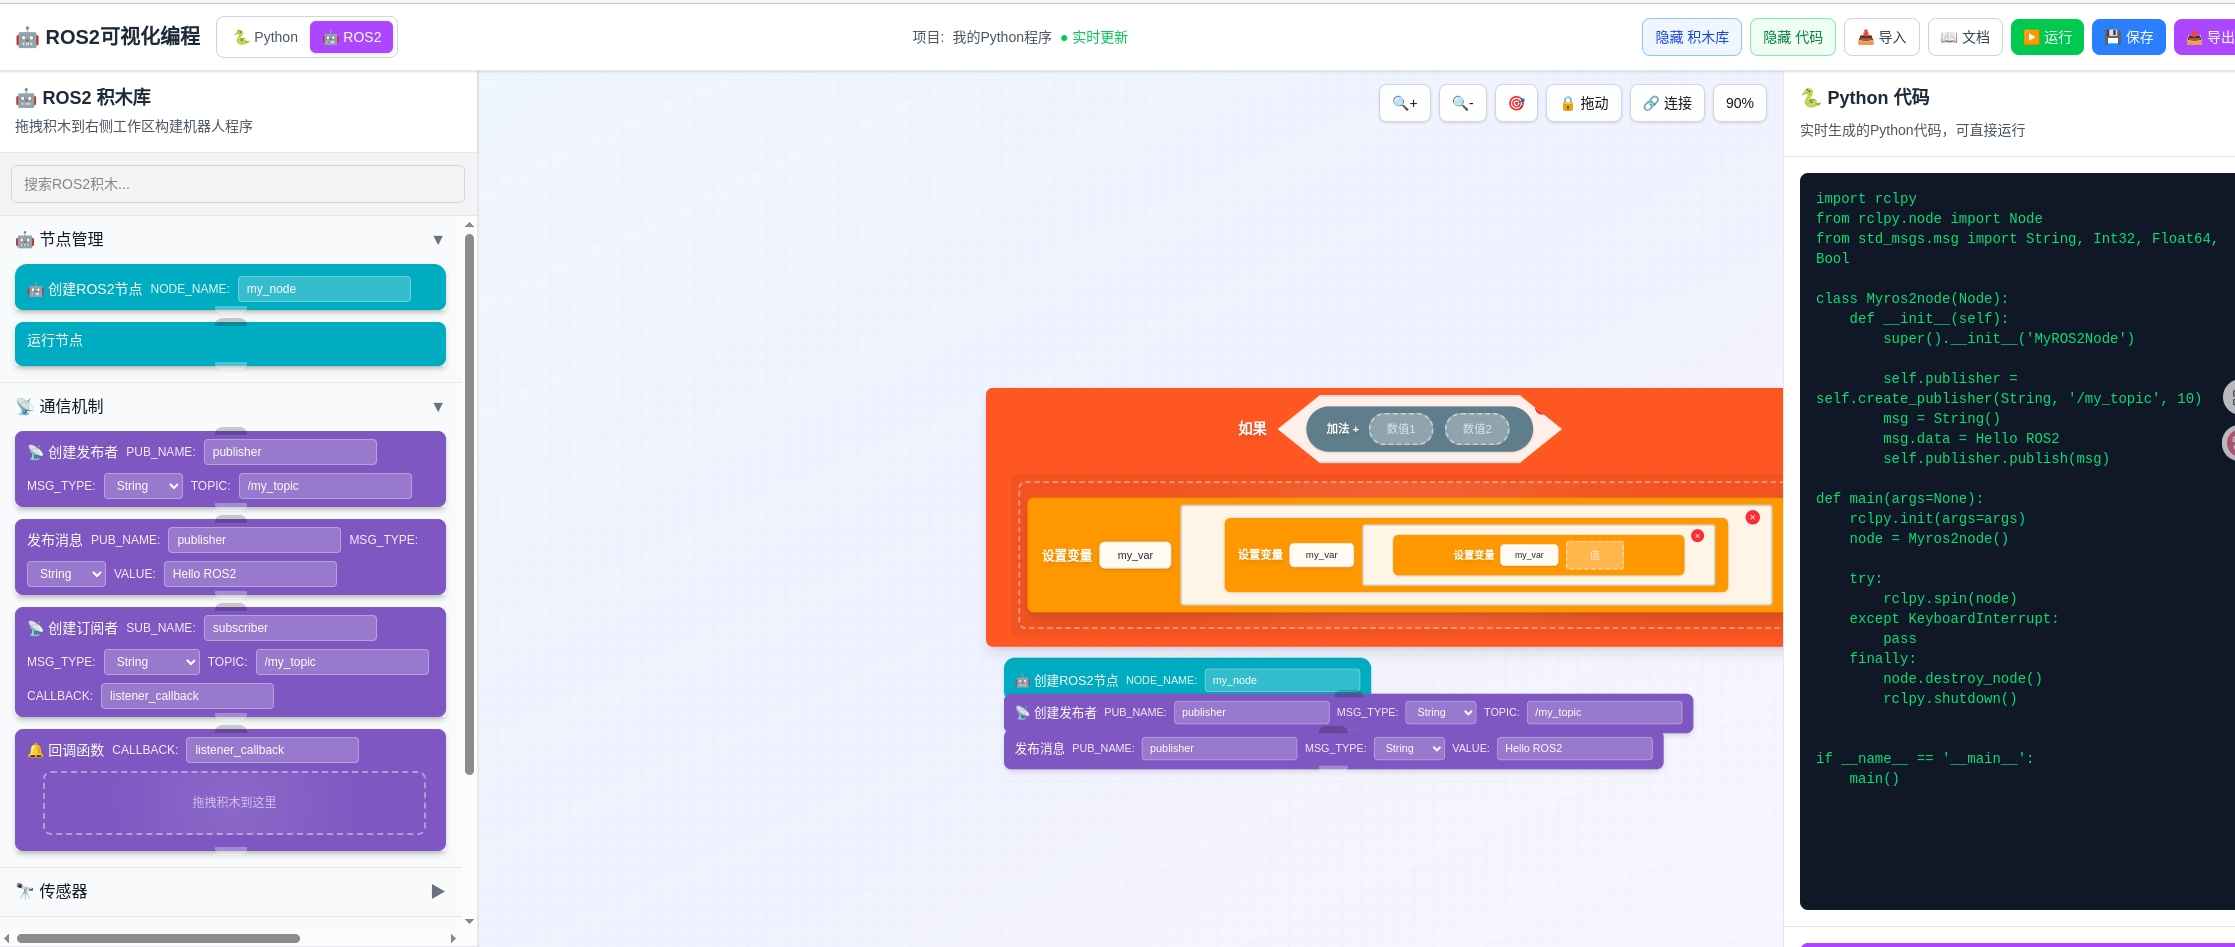 🤖 ROS2可视化编程
🐍 Python
🤖 ROS2
项目: 我的Python程序 ● 实时更新
隐藏 积木库
隐藏 代码
📥 导入
📖 文档
▶️ 运行
💾 保存
📤 导出
🤖 ROS2 积木库
拖拽积木到右侧工作区构建机器人程序
搜索ROS2积木...
🤖 节点管理 ▼
🤖 创建ROS2节点 NODE_NAME: my_node
运行节点
📡 通信机制 ▼
📡 创建发布者 PUB_NAME: publisher
MSG_TYPE: String TOPIC: /my_topic
发布消息 PUB_NAME: publisher MSG_TYPE:
String VALUE: Hello ROS2
📡 创建订阅者 SUB_NAME: subscriber
MSG_TYPE: String TOPIC: /my_topic
CALLBACK: listener_callback
🔔 回调函数 CALLBACK: listener_callback
拖拽积木到这里
🔭 传感器 ▶
🔍+
🔍-
🎯
🔒 拖动
🔗 连接
90%
如果 加法 + 数值1 数值2
设置变量 my_var 设置变量 my_var 设置变量 my_var 值
🤖 创建ROS2节点 NODE_NAME: my_node
📡 创建发布者 PUB_NAME: publisher MSG_TYPE: String TOPIC: /my_topic
发布消息 PUB_NAME: publisher MSG_TYPE: String VALUE: Hello ROS2
🐍 Python 代码
实时生成的Python代码，可直接运行
import rclpy
from rclpy.node import Node
from std_msgs.msg import String, Int32, Float64,
Bool
class Myros2node(Node):
    def __init__(self):
        super().__init__('MyROS2Node')
        self.publisher =
self.create_publisher(String, '/my_topic', 10)
        msg = String()
        msg.data = Hello ROS2
        self.publisher.publish(msg)
def main(args=None):
    rclpy.init(args=args)
    node = Myros2node()
    try:
        rclpy.spin(node)
    except KeyboardInterrupt:
        pass
    finally:
        node.destroy_node()
        rclpy.shutdown()
if __name__ == '__main__':
    main()